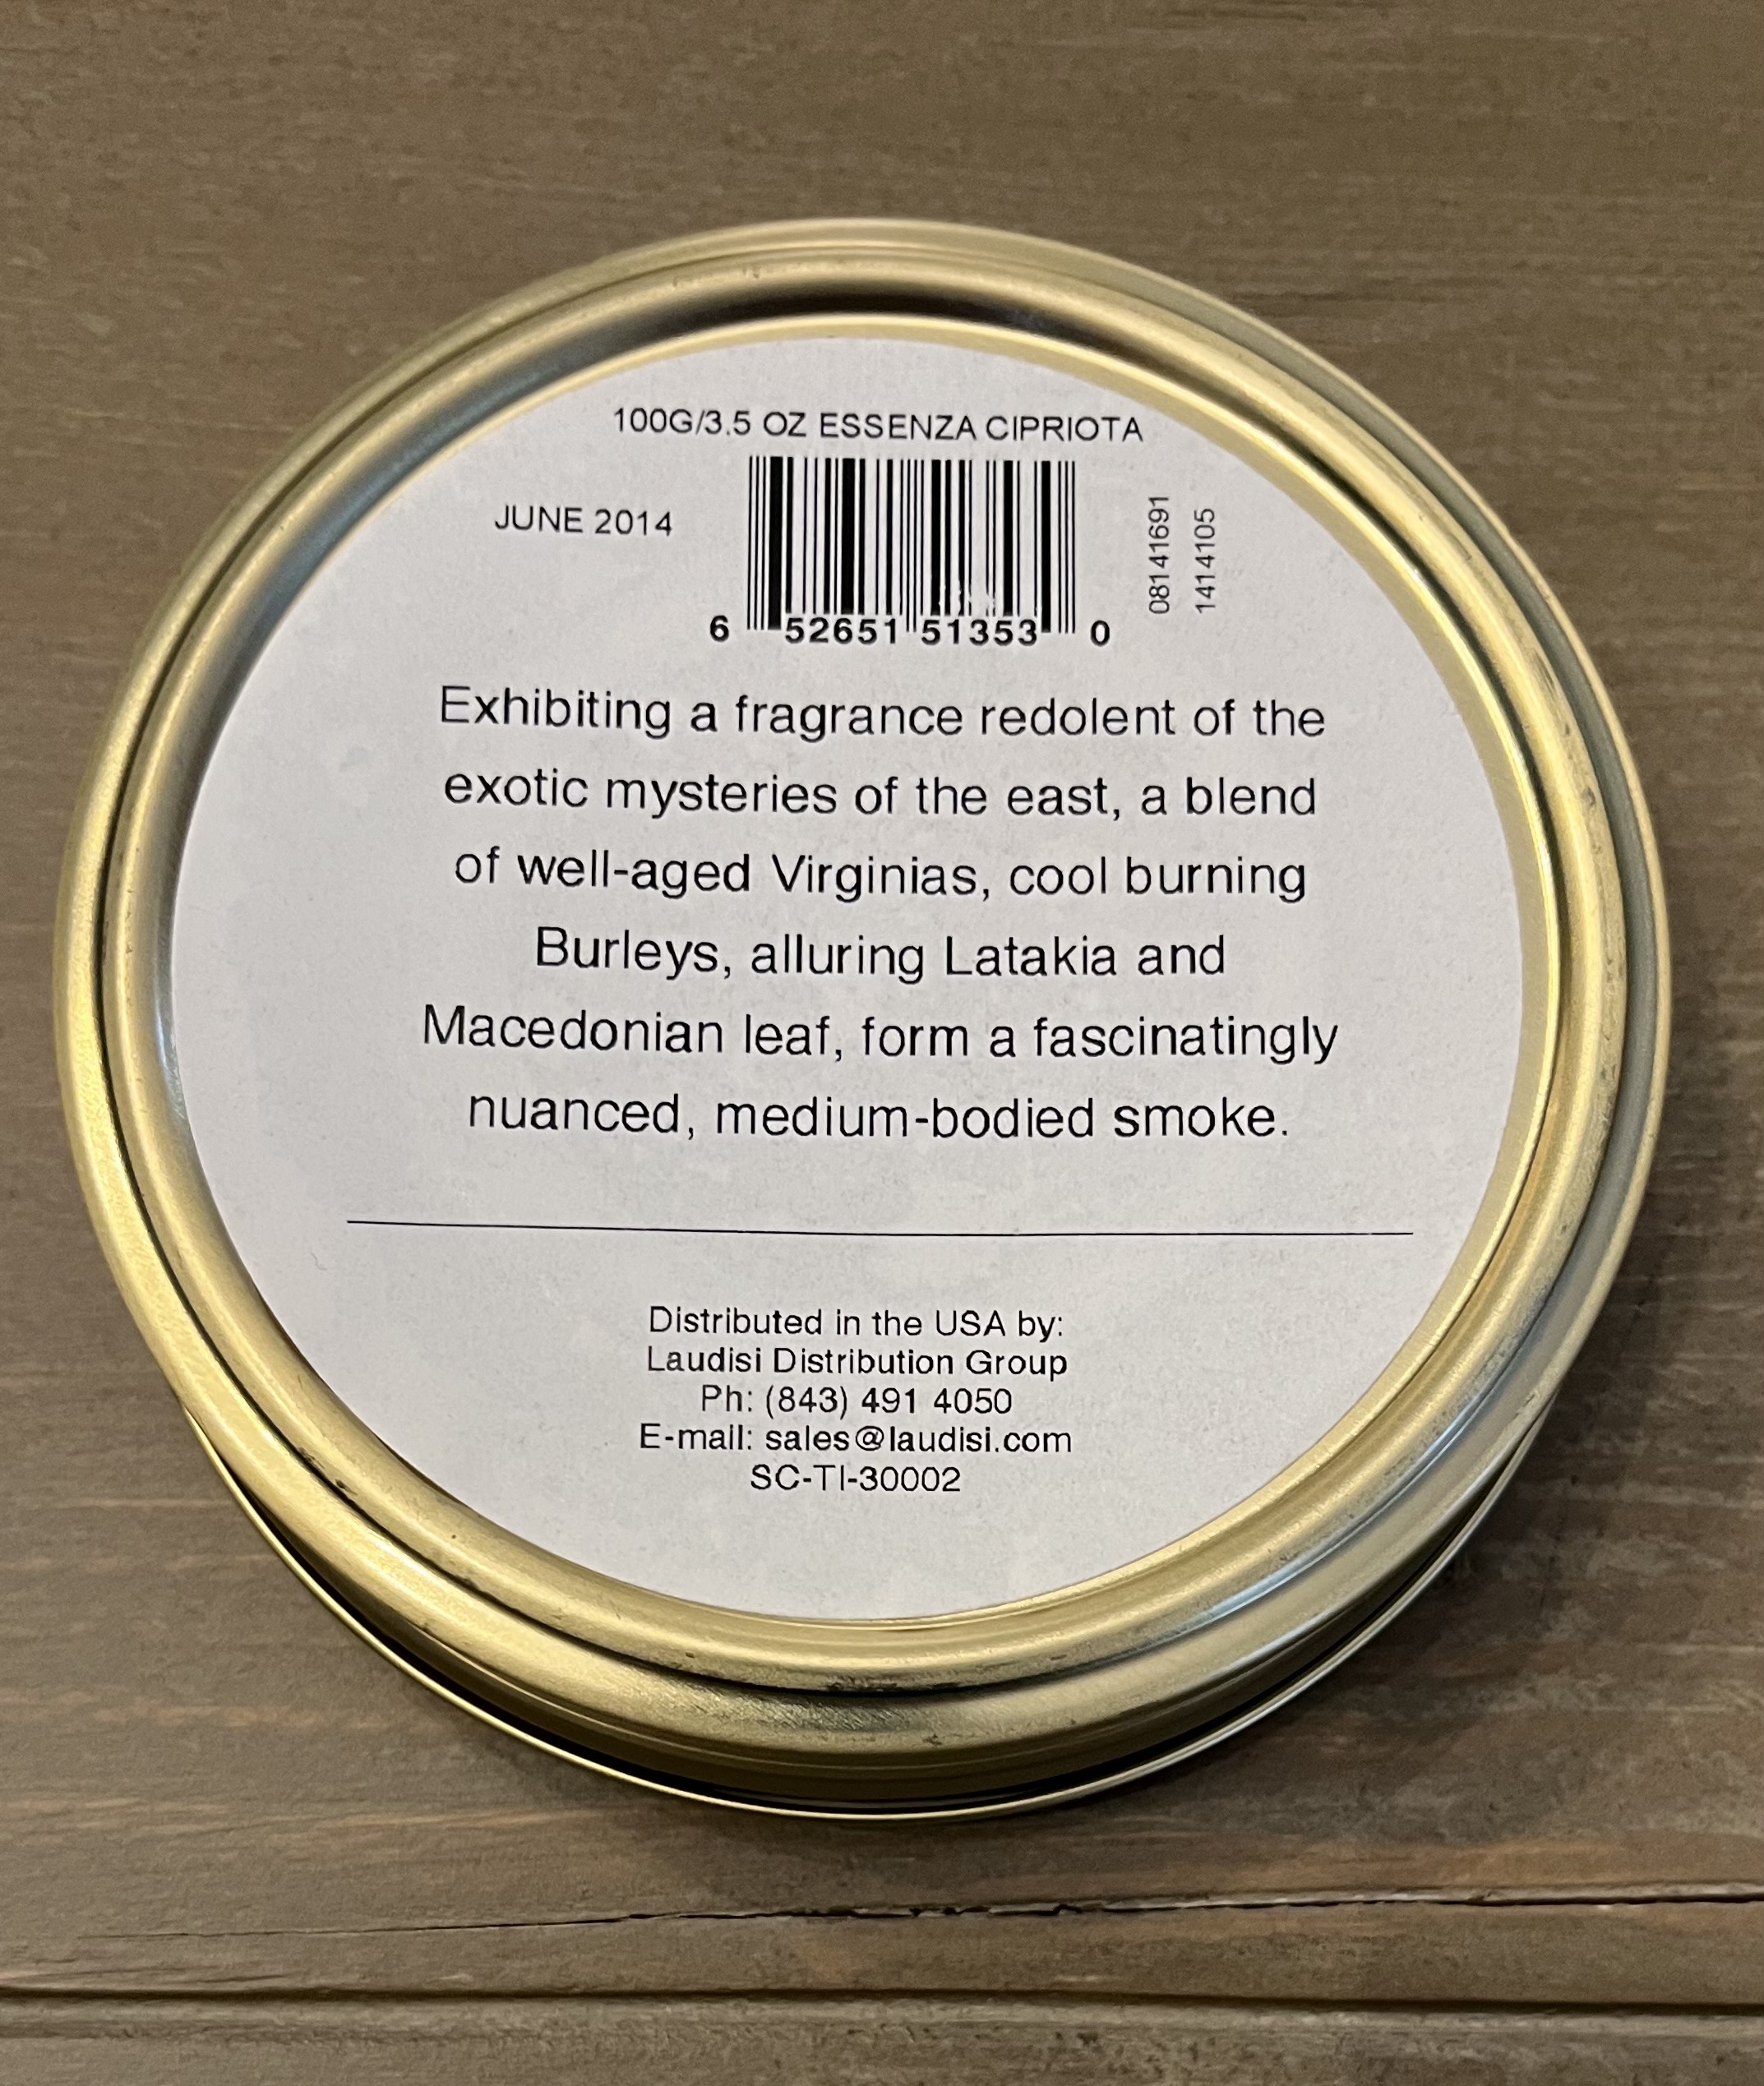 100G/3.5 OZ ESSENZA CIPRIOTA
JUNE 2014
6 52651 51353 0
08141691
1414105
Exhibiting a fragrance redolent of the
exotic mysteries of the east, a blend
of well-aged Virginias, cool burning
Burleys, alluring Latakia and
Macedonian leaf, form a fascinatingly
nuanced, medium-bodied smoke.
Distributed in the USA by:
Laudisi Distribution Group
Ph: (843) 491 4050
E-mail: sales@laudisi.com
SC-TI-30002